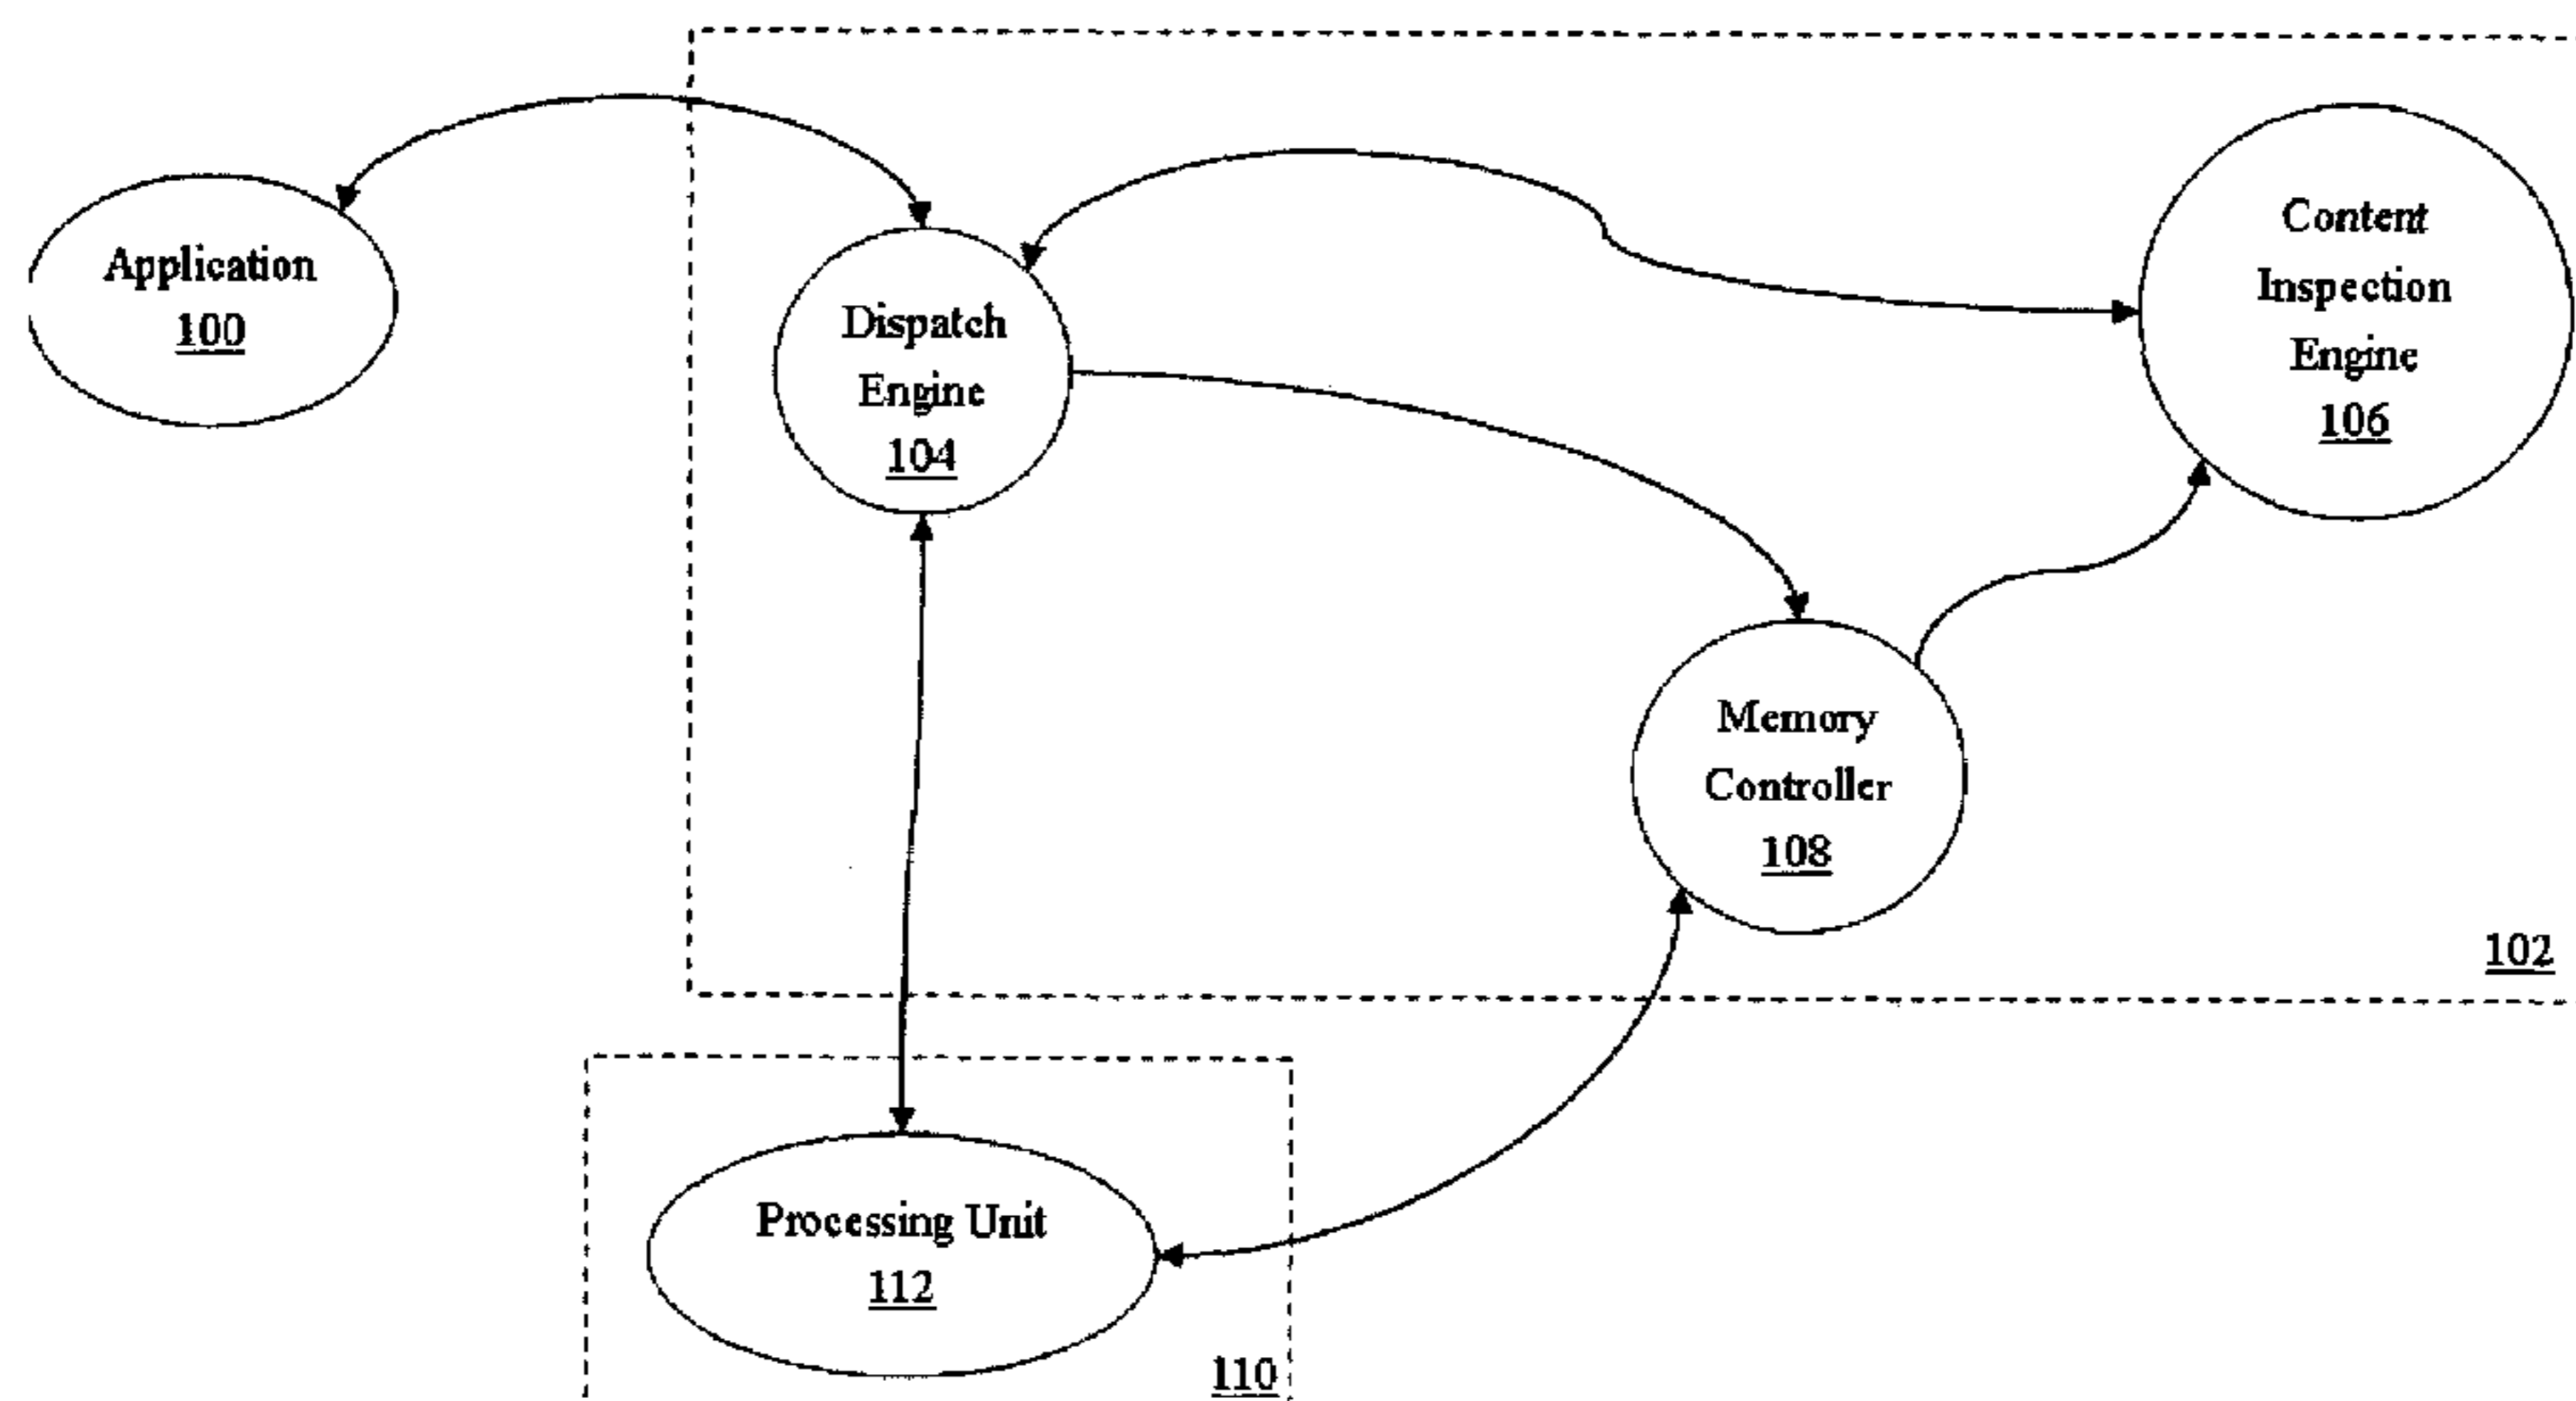 Application
100
Dispatch
Engine
104
Content
Inspection
Engine
106
Memory
Controller
108
102
Processing Unit
112
110